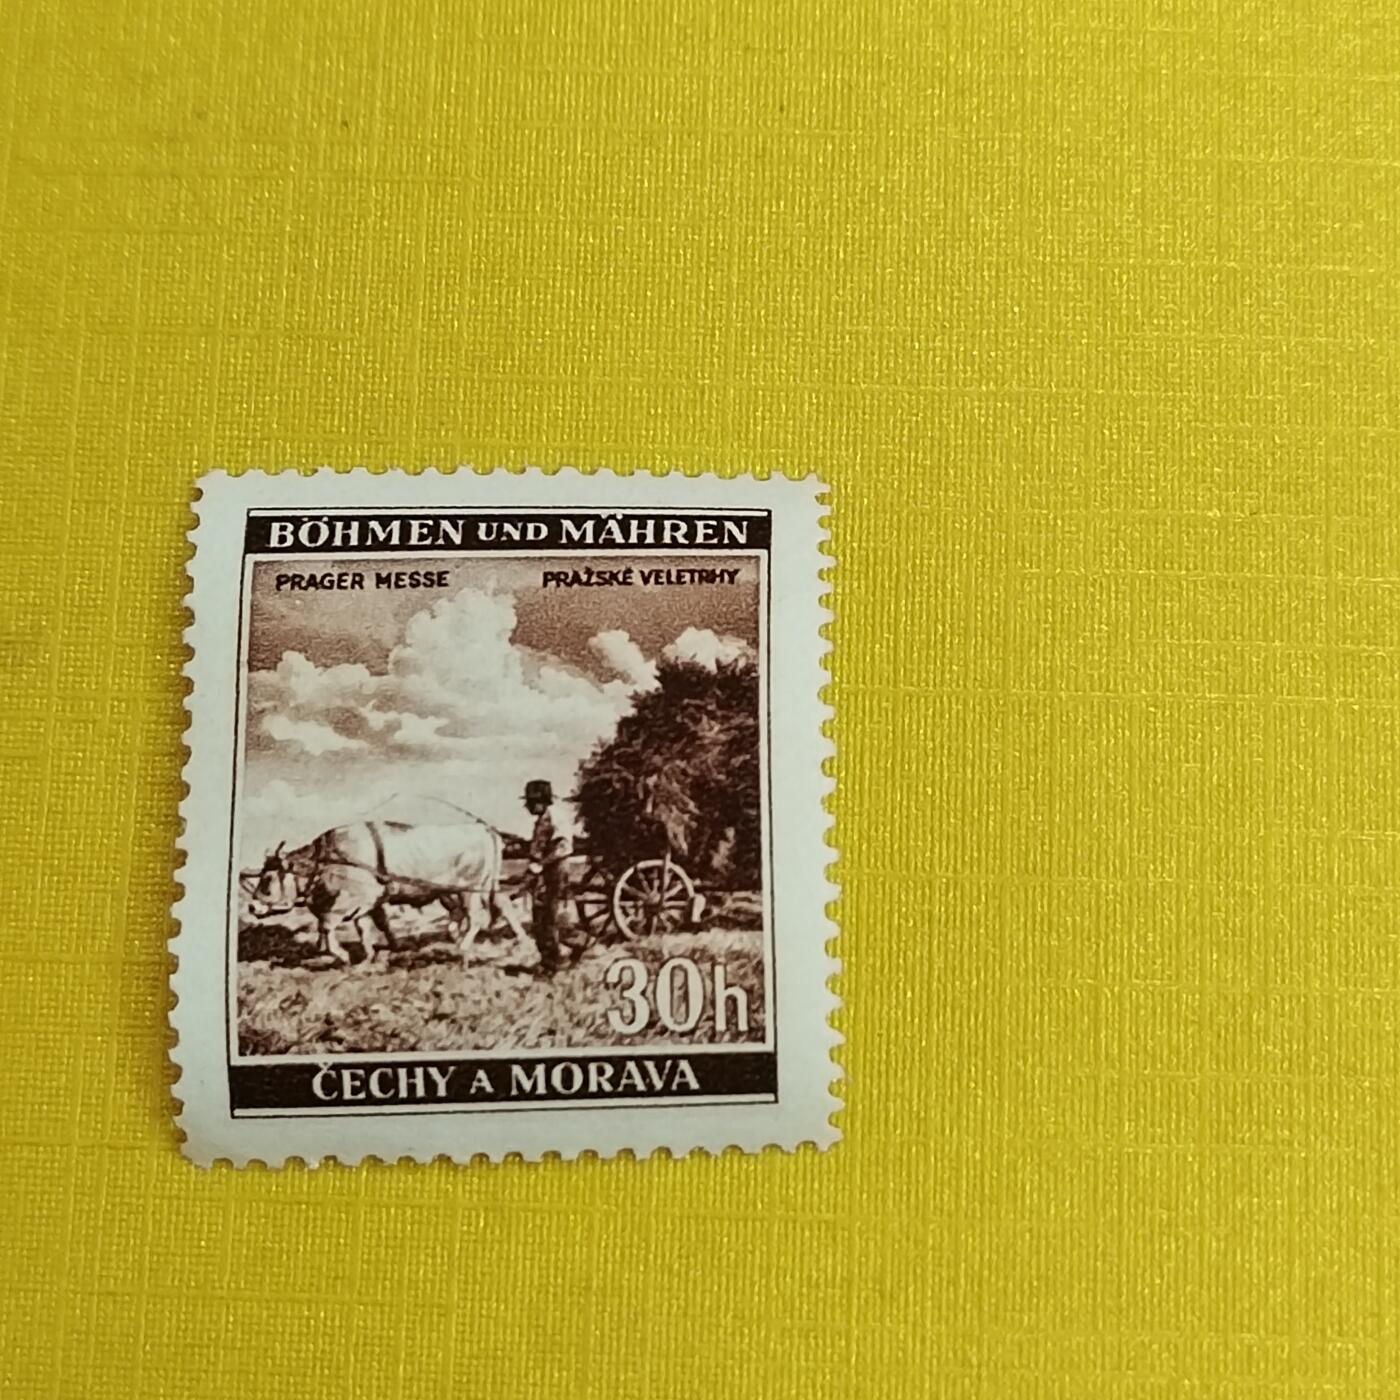 BÖHMEN UND MÄHREN
PRAGER MESSE PRAŽSKÉ VELETRHY
30h
ČECHY A MORAVA